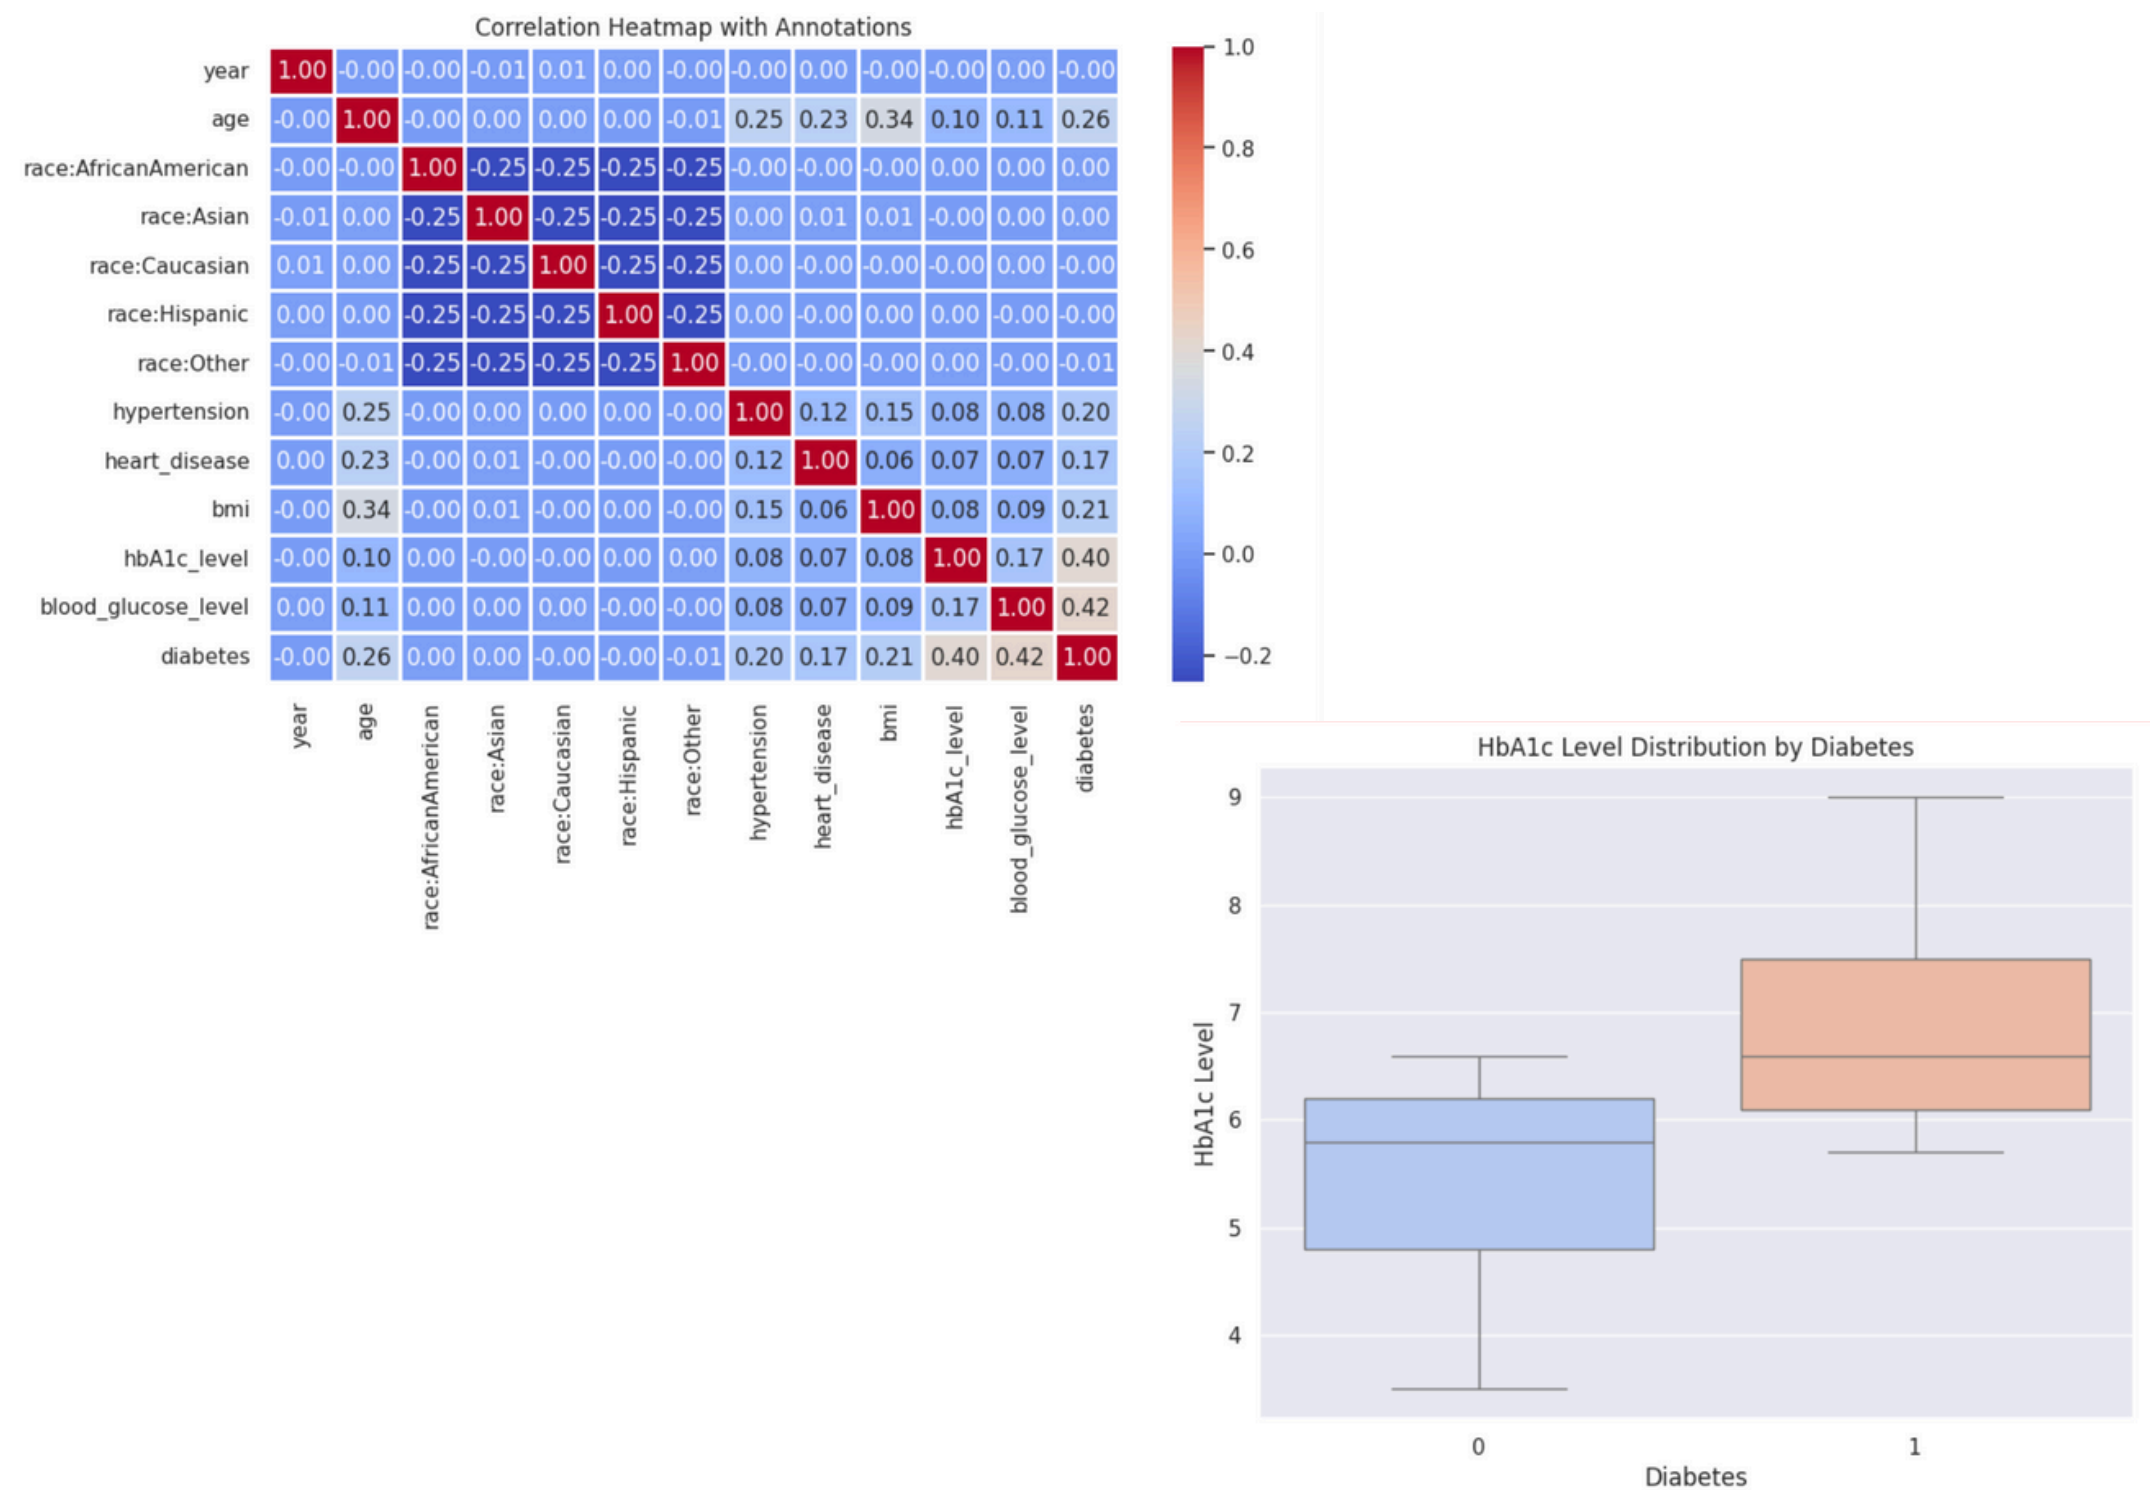 Correlation Heatmap with Annotations
year 1.00 -0.00 -0.00 -0.01 0.01 0.00 -0.00 -0.00 0.00 -0.00 -0.00 0.00 -0.00
age -0.00 1.00 -0.00 0.00 0.00 0.00 -0.01 0.25 0.23 0.34 0.10 0.11 0.26
race:AfricanAmerican -0.00 -0.00 1.00 -0.25 -0.25 -0.25 -0.25 -0.00 -0.00 -0.00 0.00 0.00 0.00
race:Asian -0.01 0.00 -0.25 1.00 -0.25 -0.25 -0.25 0.00 0.01 0.01 -0.00 0.00 0.00
race:Caucasian 0.01 0.00 -0.25 -0.25 1.00 -0.25 -0.25 0.00 -0.00 -0.00 -0.00 0.00 -0.00
race:Hispanic 0.00 0.00 -0.25 -0.25 -0.25 1.00 -0.25 0.00 -0.00 0.00 0.00 -0.00 -0.00
race:Other -0.00 -0.01 -0.25 -0.25 -0.25 -0.25 1.00 -0.00 -0.00 -0.00 0.00 -0.00 -0.01
hypertension -0.00 0.25 -0.00 0.00 0.00 0.00 -0.00 1.00 0.12 0.15 0.08 0.08 0.20
heart_disease 0.00 0.23 -0.00 0.01 -0.00 -0.00 -0.00 0.12 1.00 0.06 0.07 0.07 0.17
bmi -0.00 0.34 -0.00 0.01 -0.00 0.00 -0.00 0.15 0.06 1.00 0.08 0.09 0.21
hbA1c_level -0.00 0.10 0.00 -0.00 -0.00 0.00 0.00 0.08 0.07 0.08 1.00 0.17 0.40
blood_glucose_level 0.00 0.11 0.00 0.00 0.00 -0.00 -0.00 0.08 0.07 0.09 0.17 1.00 0.42
diabetes -0.00 0.26 0.00 0.00 -0.00 -0.00 -0.01 0.20 0.17 0.21 0.40 0.42 1.00
year
age
race:AfricanAmerican
race:Asian
race:Caucasian
race:Hispanic
race:Other
hypertension
heart_disease
bmi
hbA1c_level
blood_glucose_level
diabetes
1.0
0.8
0.6
0.4
0.2
0.0
−0.2
HbA1c Level Distribution by Diabetes
9
8
7
6
5
4
HbA1c Level
0 1
Diabetes